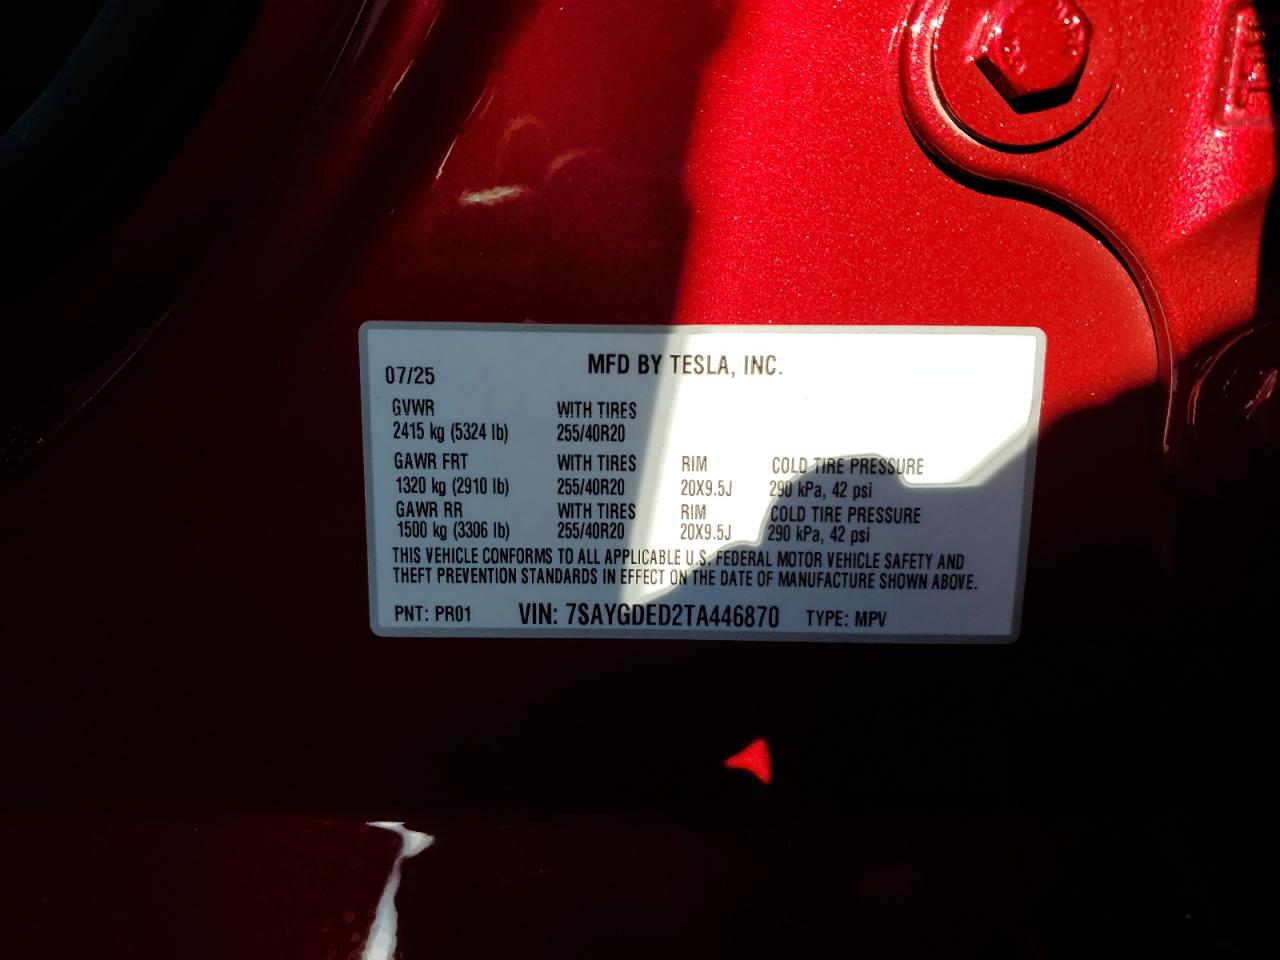 MFD BY TESLA, INC.
07/25
GVWR WITH TIRES
2415 kg (5324 lb) 255/40R20
GAWR FRT WITH TIRES RIM COLD TIRE PRESSURE
1320 kg (2910 lb) 255/40R20 20X9.5J 290 kPa, 42 psi
GAWR RR WITH TIRES RIM COLD TIRE PRESSURE
1500 kg (3306 lb) 255/40R20 20X9.5J 290 kPa, 42 psi
THIS VEHICLE CONFORMS TO ALL APPLICABLE U.S. FEDERAL MOTOR VEHICLE SAFETY AND
THEFT PREVENTION STANDARDS IN EFFECT ON THE DATE OF MANUFACTURE SHOWN ABOVE.
PNT: PR01 VIN: 7SAYGDED2TA446870 TYPE: MPV